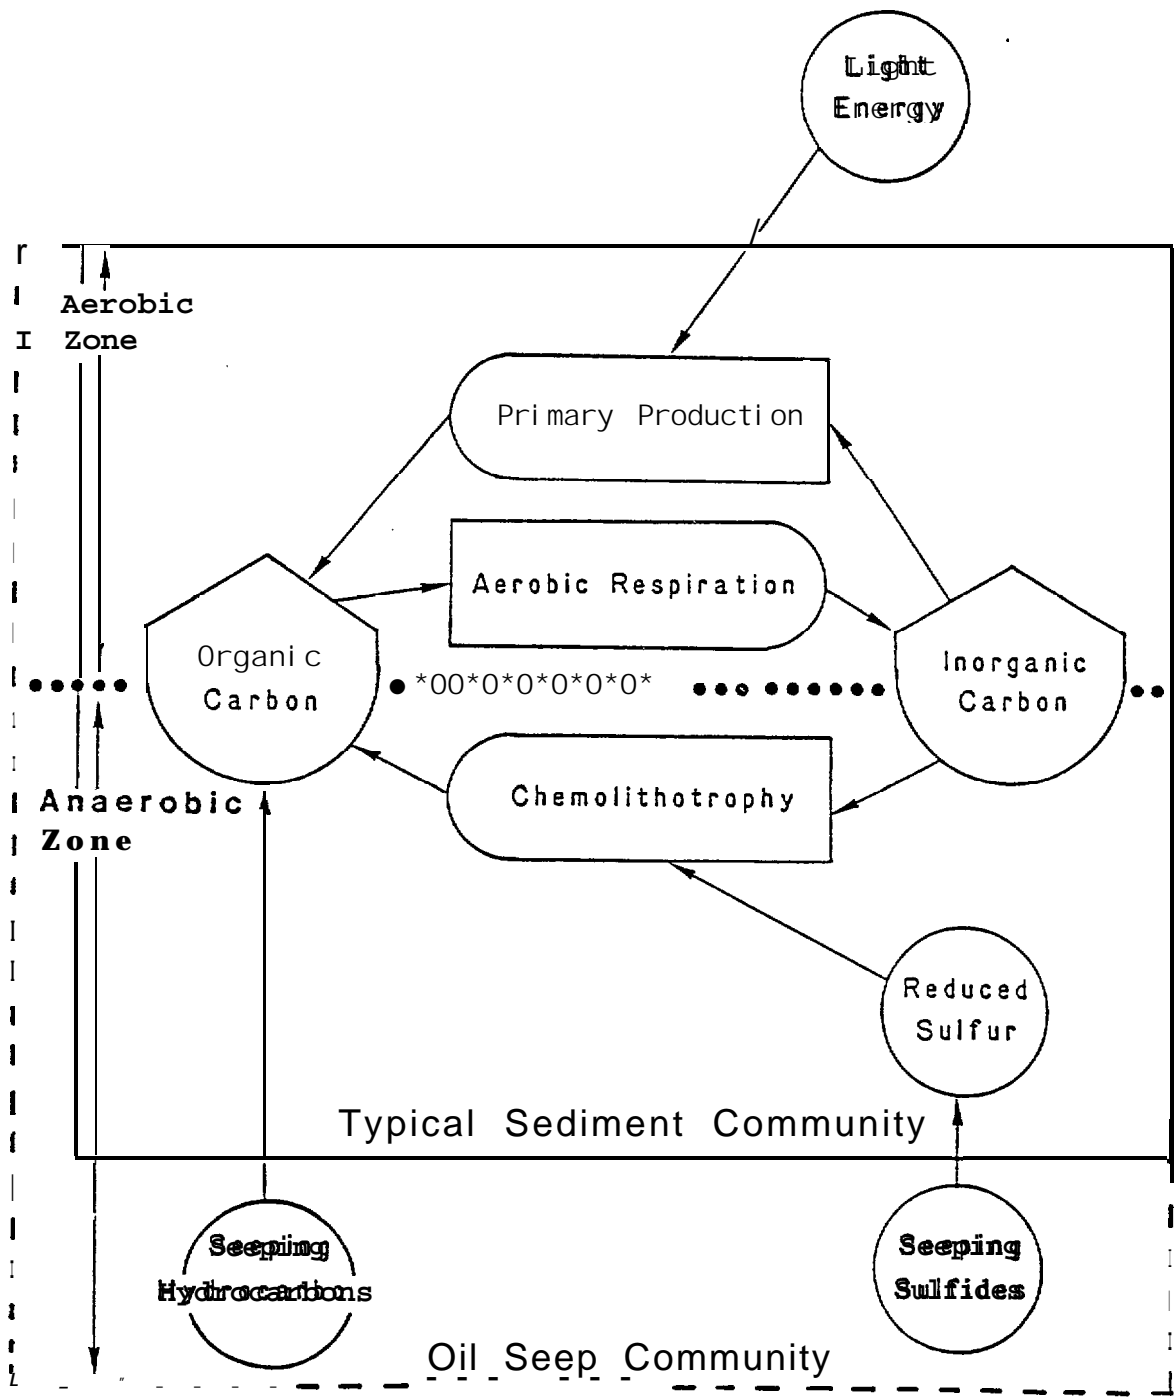 Light
Energy
Aerobic
Zone
Primary Production
Aerobic Respiration
Organic
Carbon
Inorganic
Carbon
*OO*O*O*O*O*O*
Chemolithotrophy
Anaerobic
Zone
Reduced
Sulfur
Typical Sediment Community
Seeping
Hydrocarbons
Seeping
Sulfides
Oil Seep Community